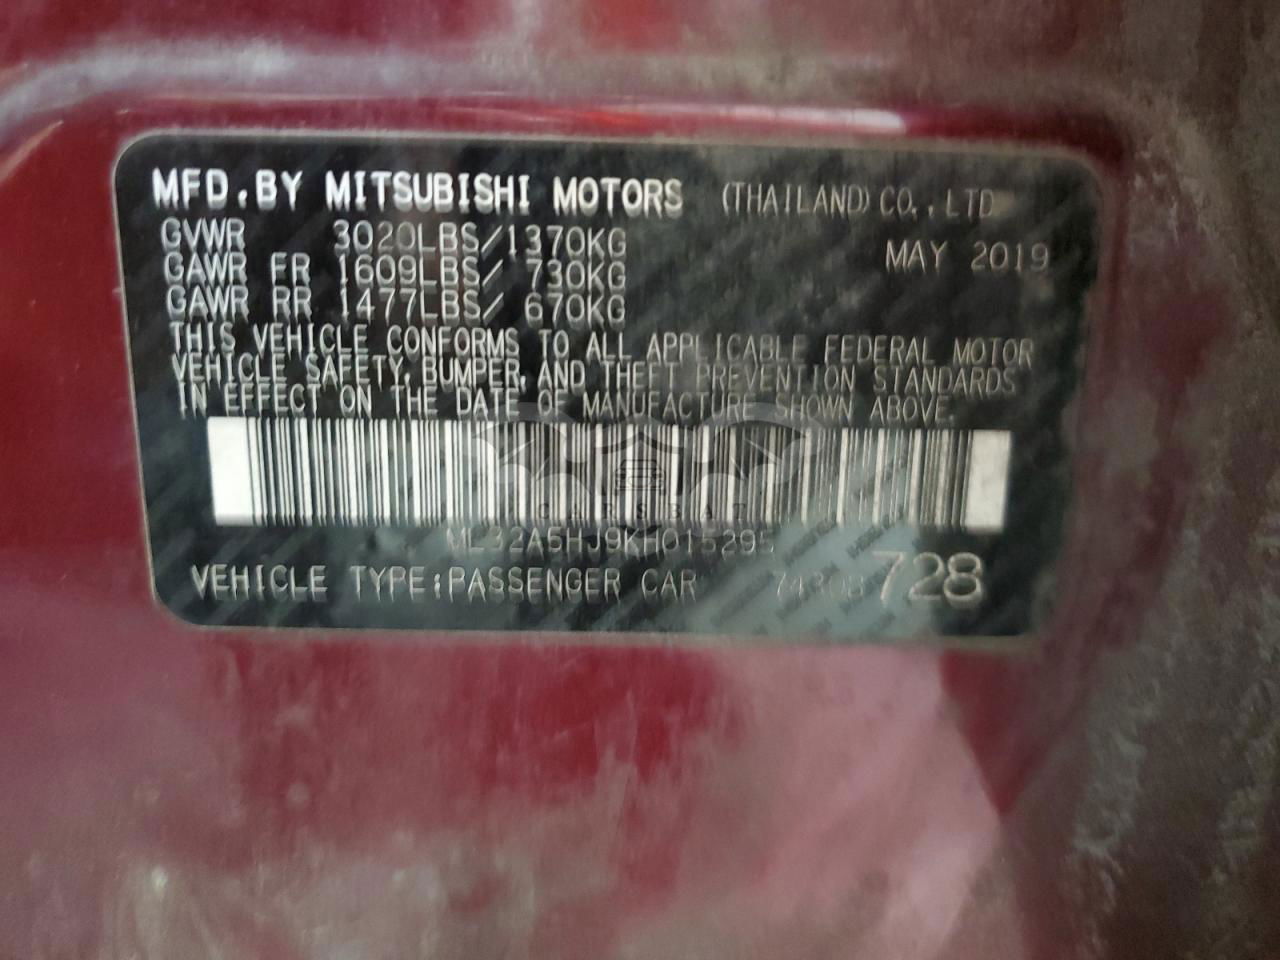 MFD.BY MITSUBISHI MOTORS (THAILAND) CO.,LTD
GVWR 3020LBS/1370KG MAY 2019
GAWR FR 1609LBS/ 730KG
GAWR RR 1477LBS/ 670KG
THIS VEHICLE CONFORMS TO ALL APPLICABLE FEDERAL MOTOR
VEHICLE SAFETY, BUMPER, AND THEFT PREVENTION STANDARDS
IN EFFECT ON THE DATE OF MANUFACTURE SHOWN ABOVE.
CARSBAT
ML32A5HJ9KH015295
VEHICLE TYPE:PASSENGER CAR 728